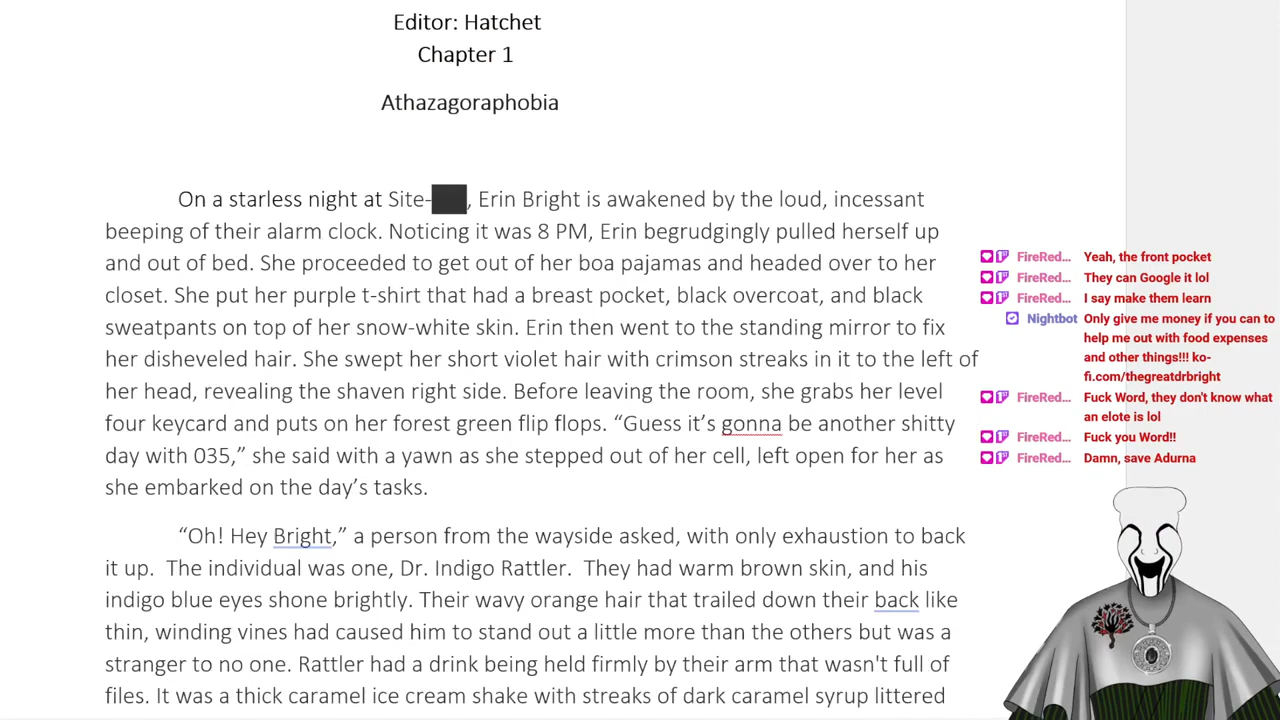 Editor: Hatchet
Chapter 1
Athazagoraphobia
On a starless night at Site-, Erin Bright is awakened by the loud, incessant
beeping of their alarm clock. Noticing it was 8 PM, Erin begrudgingly pulled herself up
and out of bed. She proceeded to get out of her boa pajamas and headed over to her
closet. She put her purple t-shirt that had a breast pocket, black overcoat, and black
sweatpants on top of her snow-white skin. Erin then went to the standing mirror to fix
her disheveled hair. She swept her short violet hair with crimson streaks in it to the left of
her head, revealing the shaven right side. Before leaving the room, she grabs her level
four keycard and puts on her forest green flip flops. “Guess it’s gonna be another shitty
day with 035,” she said with a yawn as she stepped out of her cell, left open for her as
she embarked on the day’s tasks.
“Oh! Hey Bright,” a person from the wayside asked, with only exhaustion to back
it up.  The individual was one, Dr. Indigo Rattler.  They had warm brown skin, and his
indigo blue eyes shone brightly. Their wavy orange hair that trailed down their back like
thin, winding vines had caused him to stand out a little more than the others but was a
stranger to no one. Rattler had a drink being held firmly by their arm that wasn't full of
files. It was a thick caramel ice cream shake with streaks of dark caramel syrup littered
FireRed... Yeah, the front pocket
FireRed... They can Google it lol
FireRed... I say make them learn
Nightbot Only give me money if you can to
help me out with food expenses
and other things!!! ko-
fi.com/thegreatdrbright
FireRed... Fuck Word, they don't know what
an elote is lol
FireRed... Fuck you Word!!
FireRed... Damn, save Adurna